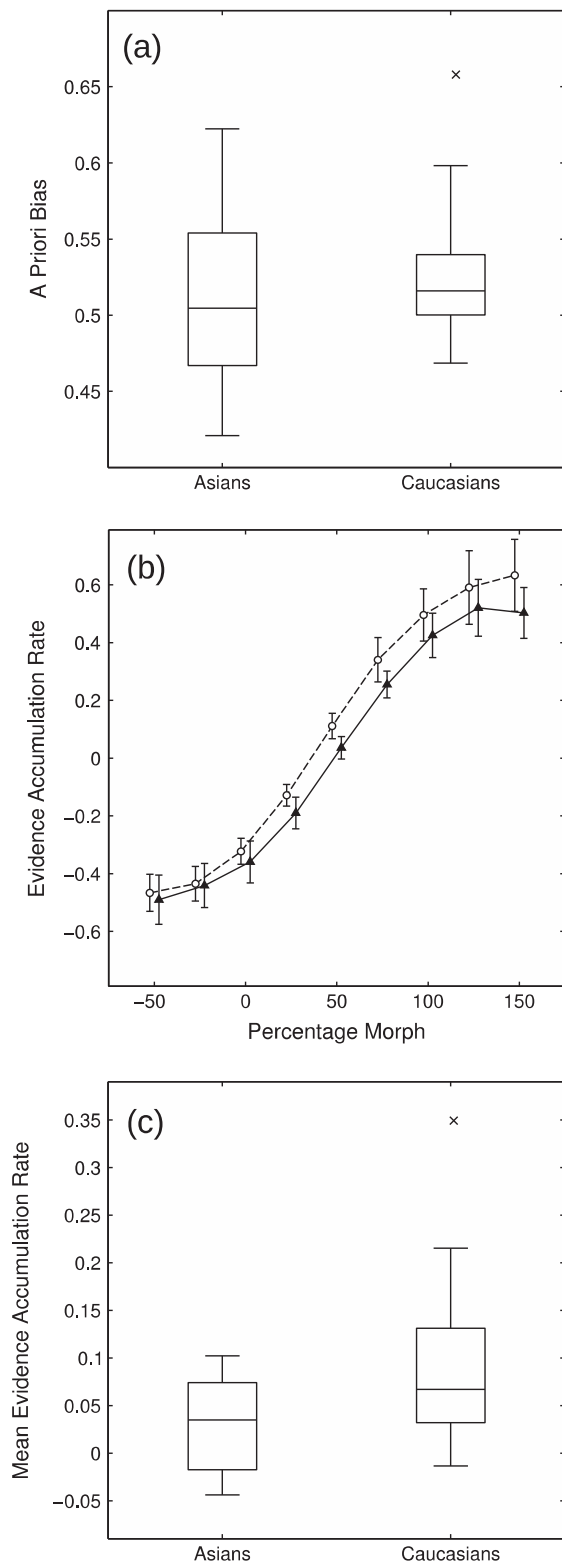 (a)
0.65
0.6
0.55
0.5
0.45
A Priori Bias
Asians
Caucasians
(b)
0.6
0.4
0.2
0
−0.2
−0.4
−0.6
Evidence Accumulation Rate
−50
0
50
100
150
Percentage Morph
(c)
0.35
0.3
0.25
0.2
0.15
0.1
0.05
0
−0.05
Mean Evidence Accumulation Rate
Asians
Caucasians